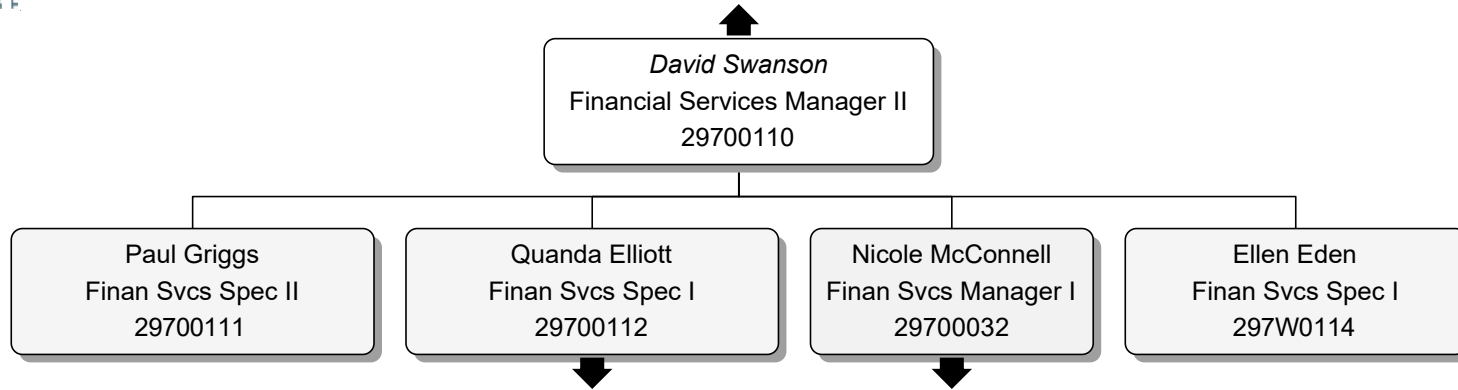 David Swanson
Financial Services Manager II
29700110
Paul Griggs
Finan Svcs Spec II
29700111
Quanda Elliott
Finan Svcs Spec I
29700112
Nicole McConnell
Finan Svcs Manager I
29700032
Ellen Eden
Finan Svcs Spec I
297W0114